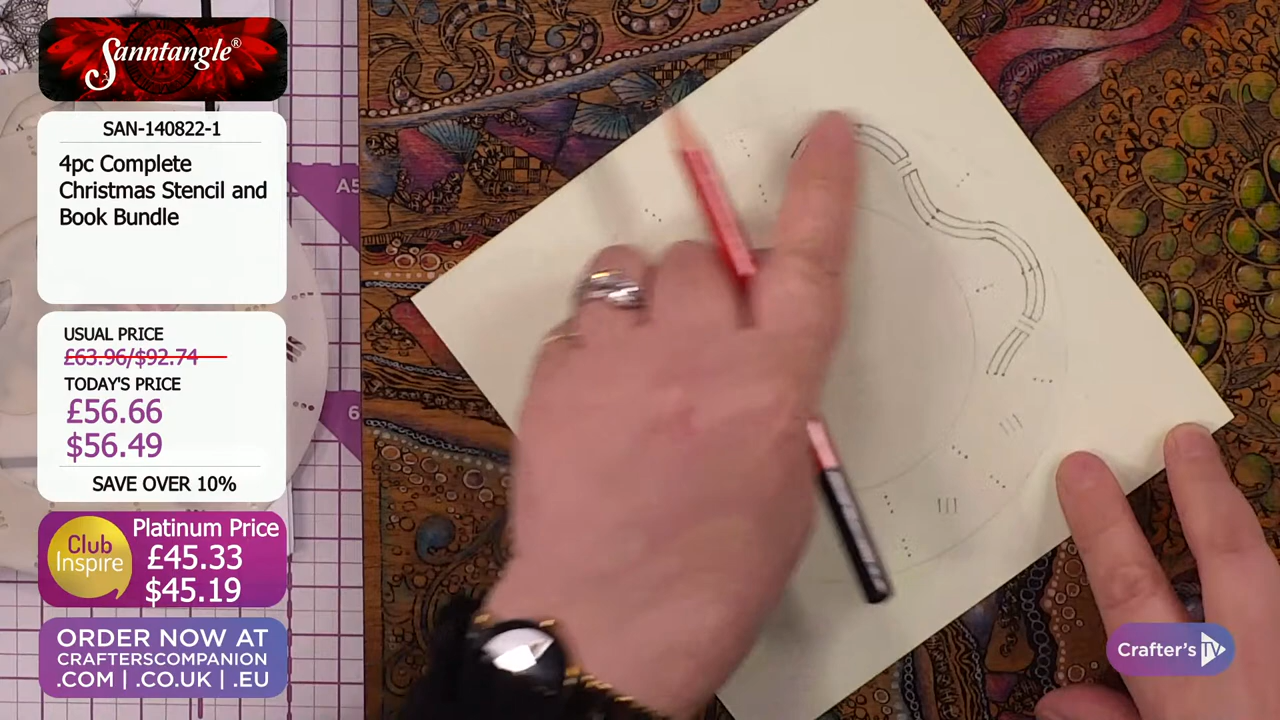 Sanntangle®
SAN-140822-1
4pc Complete
Christmas Stencil and
Book Bundle
USUAL PRICE
£63.96/$92.74
TODAY'S PRICE
£56.66
$56.49
SAVE OVER 10%
Club
Inspire
Platinum Price
£45.33
$45.19
ORDER NOW AT
CRAFTERSCOMPANION
.COM | .CO.UK | .EU
A5
6
Crafter's TV